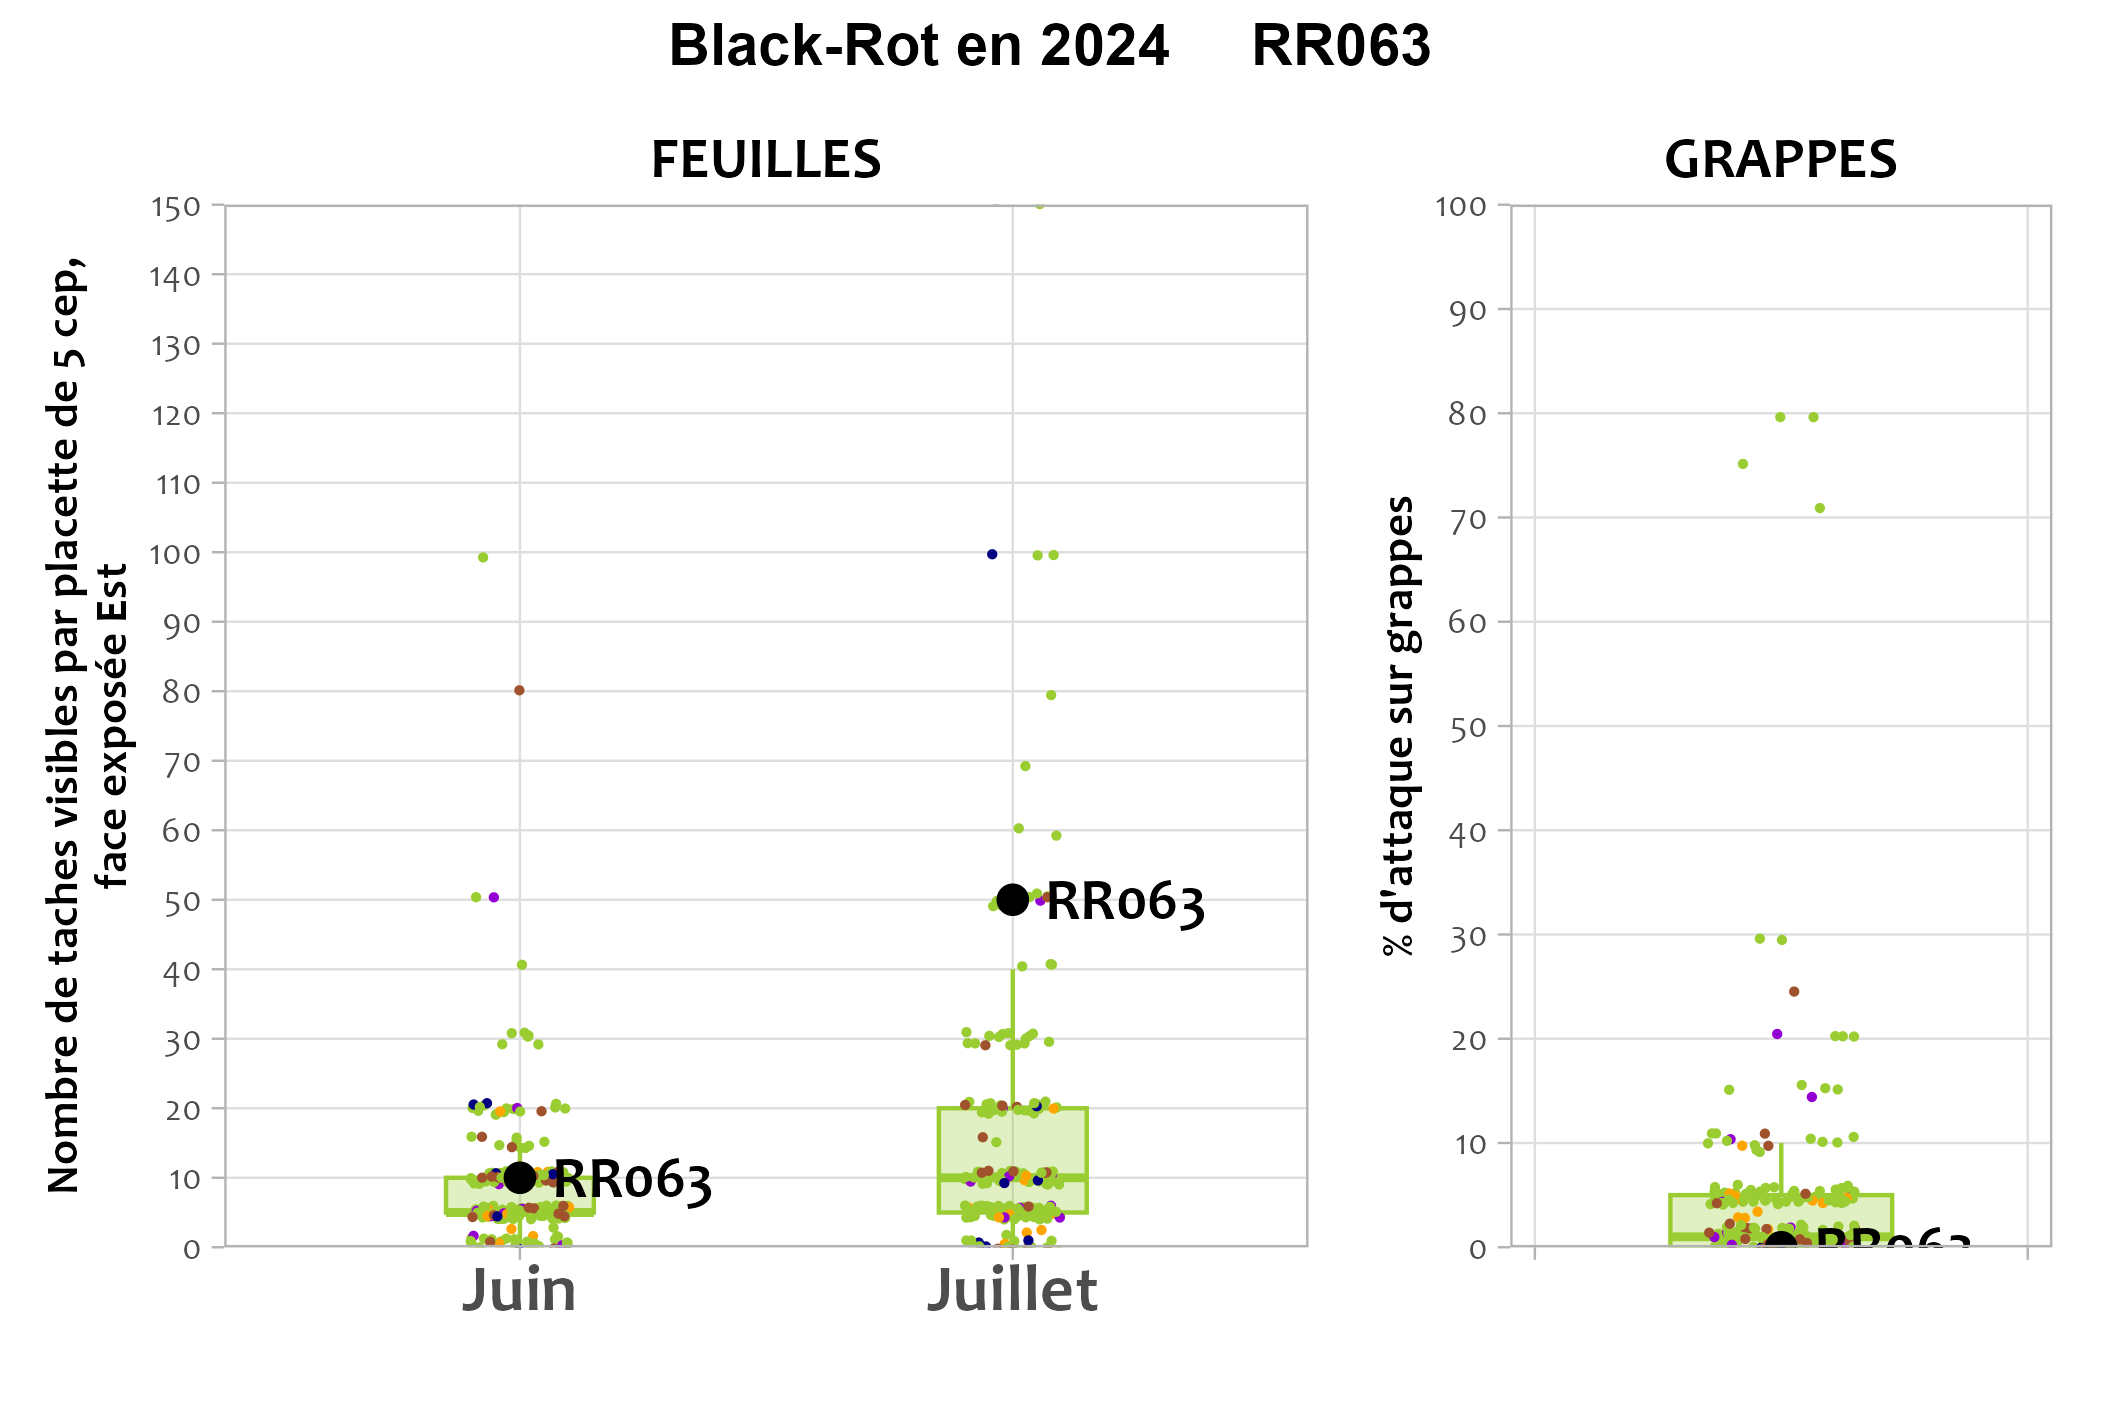 Black-Rot en 2024 RR063
FEUILLES
GRAPPES
Nombre de taches visibles par placette de 5 cep,
face exposée Est
150
140
130
120
110
100
90
80
70
60
50
40
30
20
10
0
RR063
RR063
Juin
Juillet
% d'attaque sur grappes
100
90
80
70
60
50
40
30
20
10
0
RR063